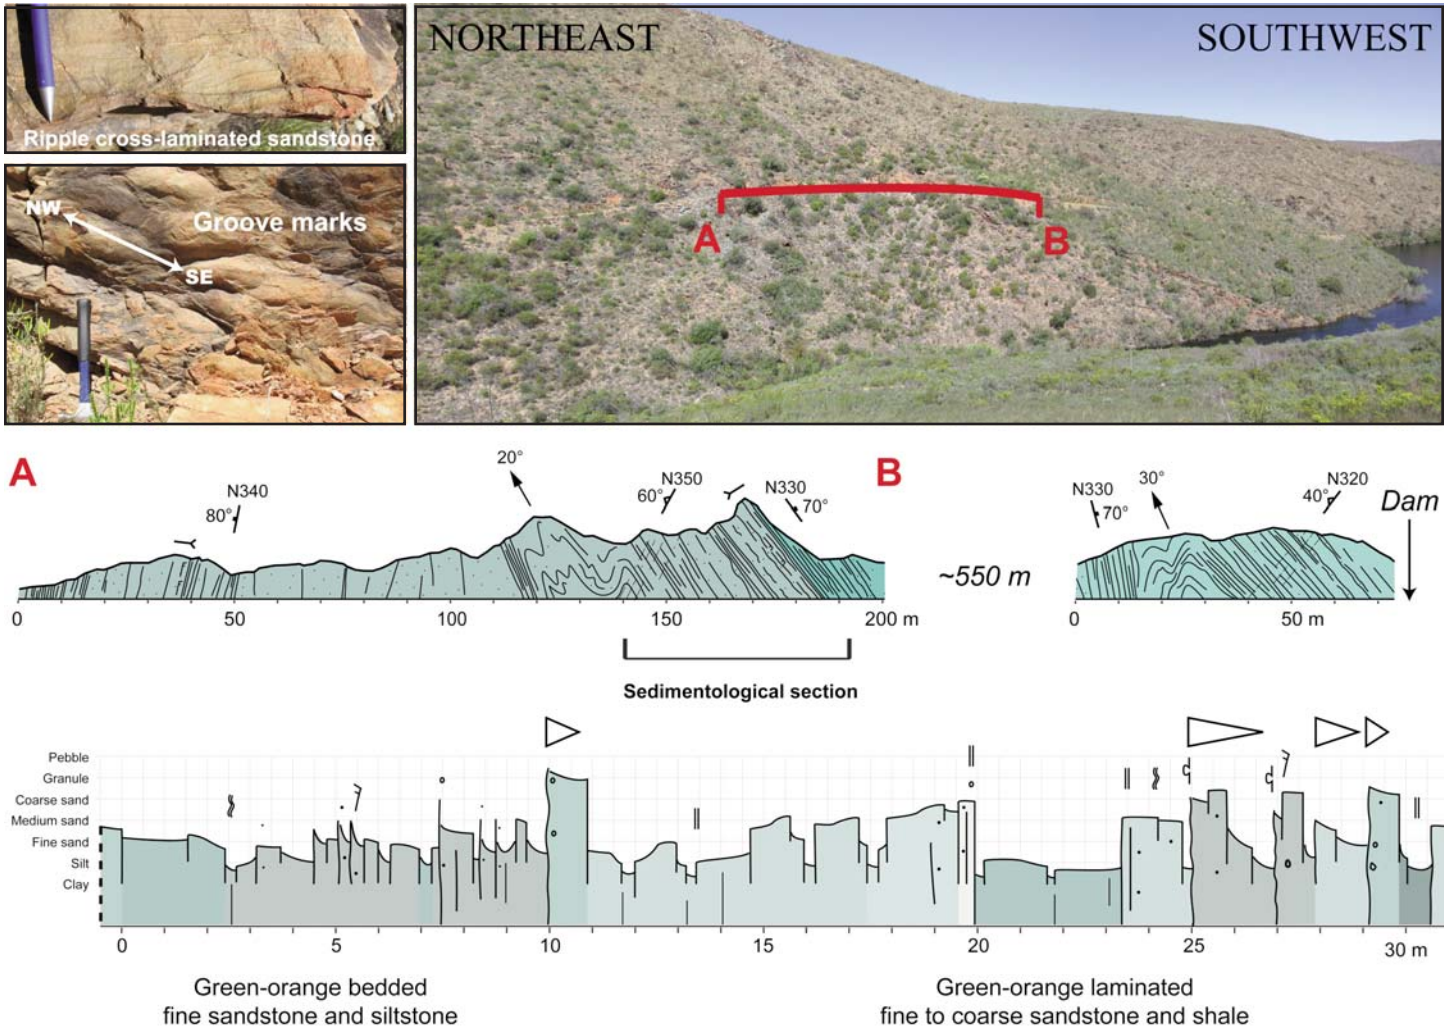 NORTHEAST
SOUTHWEST
Ripple cross-laminated sandstone
NW
Groove marks
SE
A
B
A
20°
N340
80°
N350
60°
N330
70°
B
N330
70°
30°
N320
40°
Dam
~550 m
0
50
100
150
200 m
0
50 m
Sedimentological section
Pebble
Granule
Coarse sand
Medium sand
Fine sand
Silt
Clay
0
5
10
15
20
25
30 m
Green-orange bedded
fine sandstone and siltstone
Green-orange laminated
fine to coarse sandstone and shale